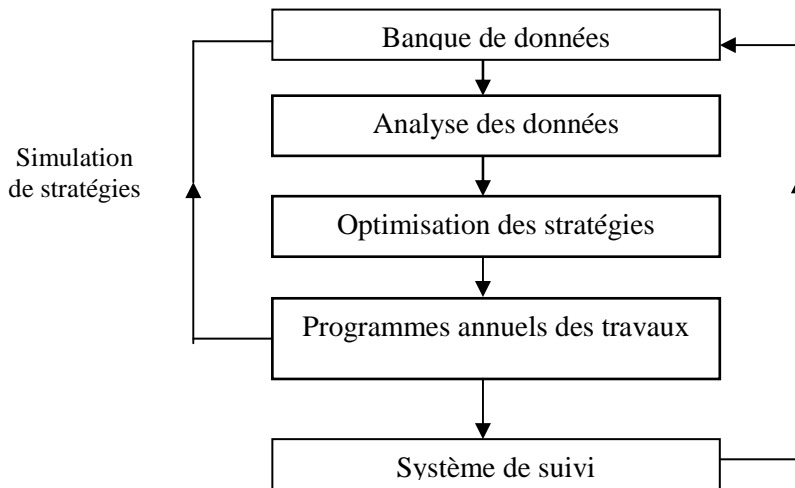 Banque de données
Analyse des données
Simulation
de stratégies
Optimisation des stratégies
Programmes annuels des travaux
Système de suivi